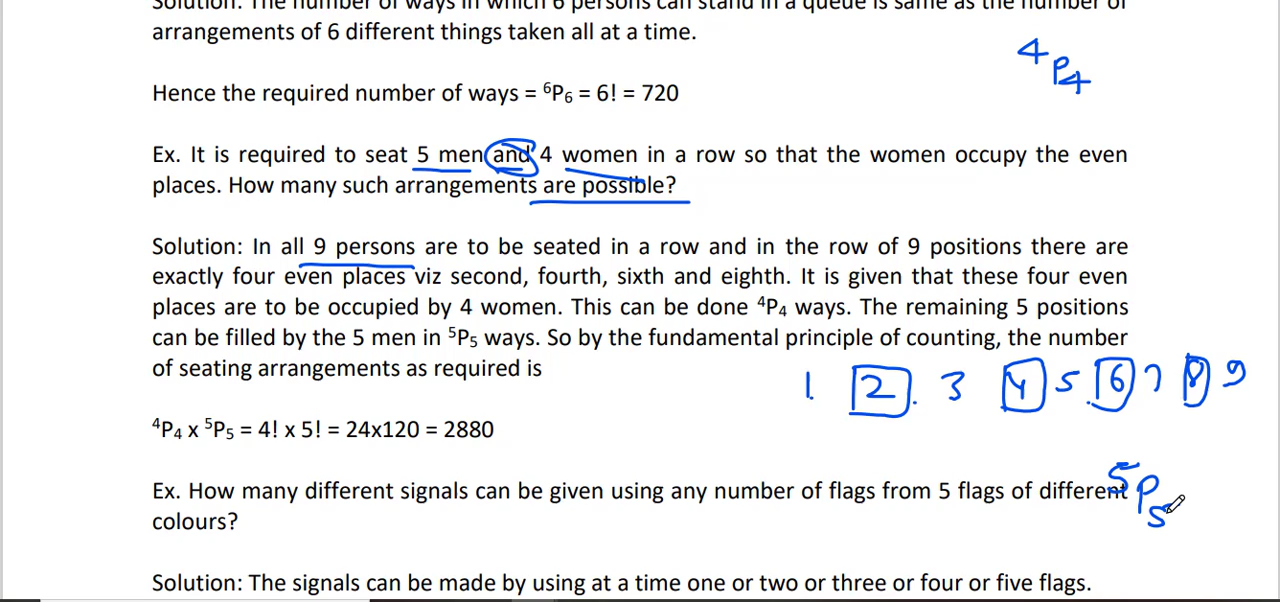 Solution: The number of ways in which 6 persons can stand in a queue is same as the number of
arrangements of 6 different things taken all at a time.
⁴P₄
Hence the required number of ways = ⁶P₆ = 6! = 720
Ex. It is required to seat 5 men and 4 women in a row so that the women occupy the even
places. How many such arrangements are possible?
Solution: In all 9 persons are to be seated in a row and in the row of 9 positions there are
exactly four even places viz second, fourth, sixth and eighth. It is given that these four even
places are to be occupied by 4 women. This can be done ⁴P₄ ways. The remaining 5 positions
can be filled by the 5 men in ⁵P₅ ways. So by the fundamental principle of counting, the number
of seating arrangements as required is
1. 2. 3 4 5. 6 7 8 9
⁴P₄ x ⁵P₅ = 4! x 5! = 24x120 = 2880
Ex. How many different signals can be given using any number of flags from 5 flags of different
colours?
⁵P₅
Solution: The signals can be made by using at a time one or two or three or four or five flags.